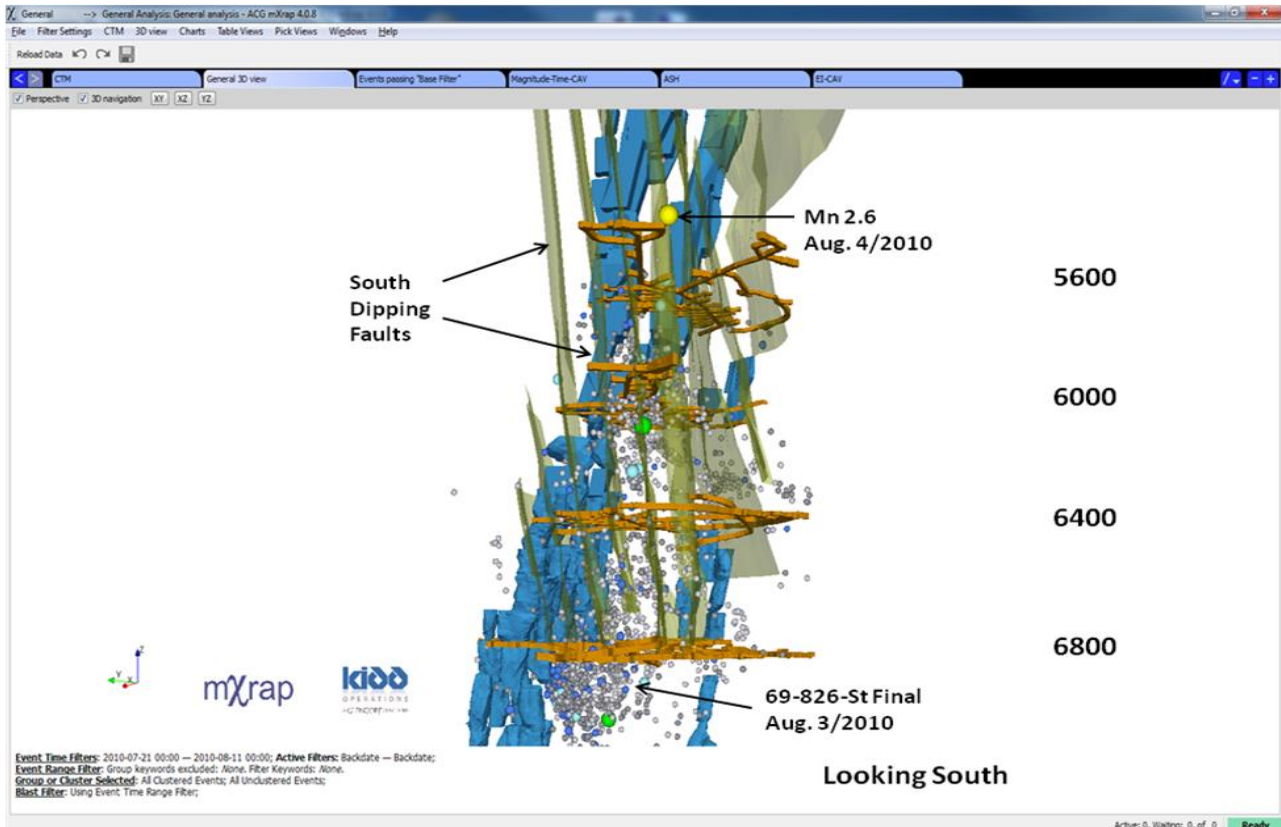 General --> General Analysis: General analysis - ACG mXrap 4.0.8
File Filter Settings CTM 3D view Charts Table Views Pick Views Windows Help
Reload Data
CTM General 3D view Events passing "Base Filter" Magnitude-Time-CAV ASH EI-CAV
Perspective 3D navigation XY XZ YZ
Mn 2.6
Aug. 4/2010
South
Dipping
Faults
5600
6000
6400
6800
69-826-St Final
Aug. 3/2010
Z
Y
X
mXrap
kidd
OPERATIONS
Event Time Filters: 2010-07-21 00:00 — 2010-08-11 00:00; Active Filters: Backdate — Backdate;
Event Range Filter: Group keywords excluded: None. Filter Keywords: None.
Group or Cluster Selected: All Clustered Events; All Unclustered Events;
Blast Filter: Using Event Time Range Filter;
Looking South
Active: 0, Waiting: 0, of 0 Ready